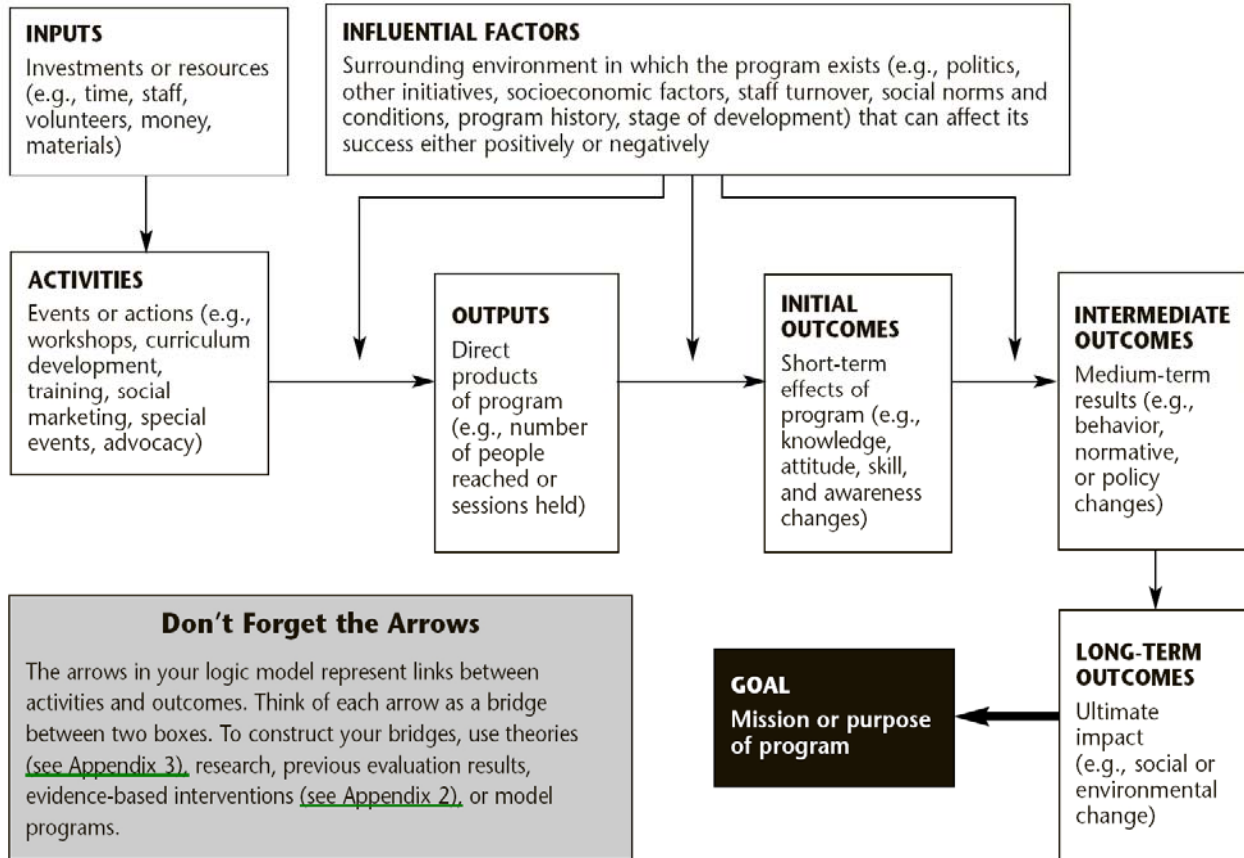 INPUTS
Investments or resources
(e.g., time, staff,
volunteers, money,
materials)
INFLUENTIAL FACTORS
Surrounding environment in which the program exists (e.g., politics,
other initiatives, socioeconomic factors, staff turnover, social norms and
conditions, program history, stage of development) that can affect its
success either positively or negatively
ACTIVITIES
Events or actions (e.g.,
workshops, curriculum
development,
training, social
marketing, special
events, advocacy)
OUTPUTS
Direct
products
of program
(e.g., number
of people
reached or
sessions held)
INITIAL
OUTCOMES
Short-term
effects of
program (e.g.,
knowledge,
attitude, skill,
and awareness
changes)
INTERMEDIATE
OUTCOMES
Medium-term
results (e.g.,
behavior,
normative,
or policy
changes)
Don't Forget the Arrows
The arrows in your logic model represent links between
activities and outcomes. Think of each arrow as a bridge
between two boxes. To construct your bridges, use theories
(see Appendix 3), research, previous evaluation results,
evidence-based interventions (see Appendix 2), or model
programs.
GOAL
Mission or purpose
of program
LONG-TERM
OUTCOMES
Ultimate
impact
(e.g., social or
environmental
change)